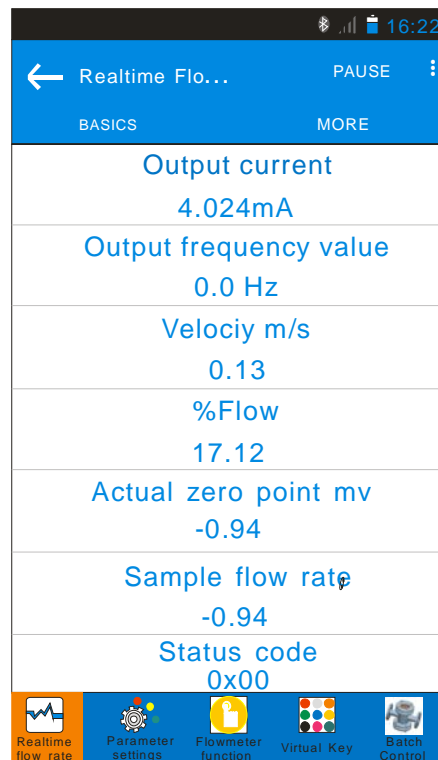 16:22
Realtime Flo...
PAUSE
BASICS
MORE
Output current
4.024mA
Output frequency value
0.0 Hz
Velociy m/s
0.13
%Flow
17.12
Actual zero point mv
-0.94
Sample flow rate
-0.94
Status code
0x00
Realtime
flow rate
Parameter
settings
Flowmeter
function
Virtual Key
Batch
Control